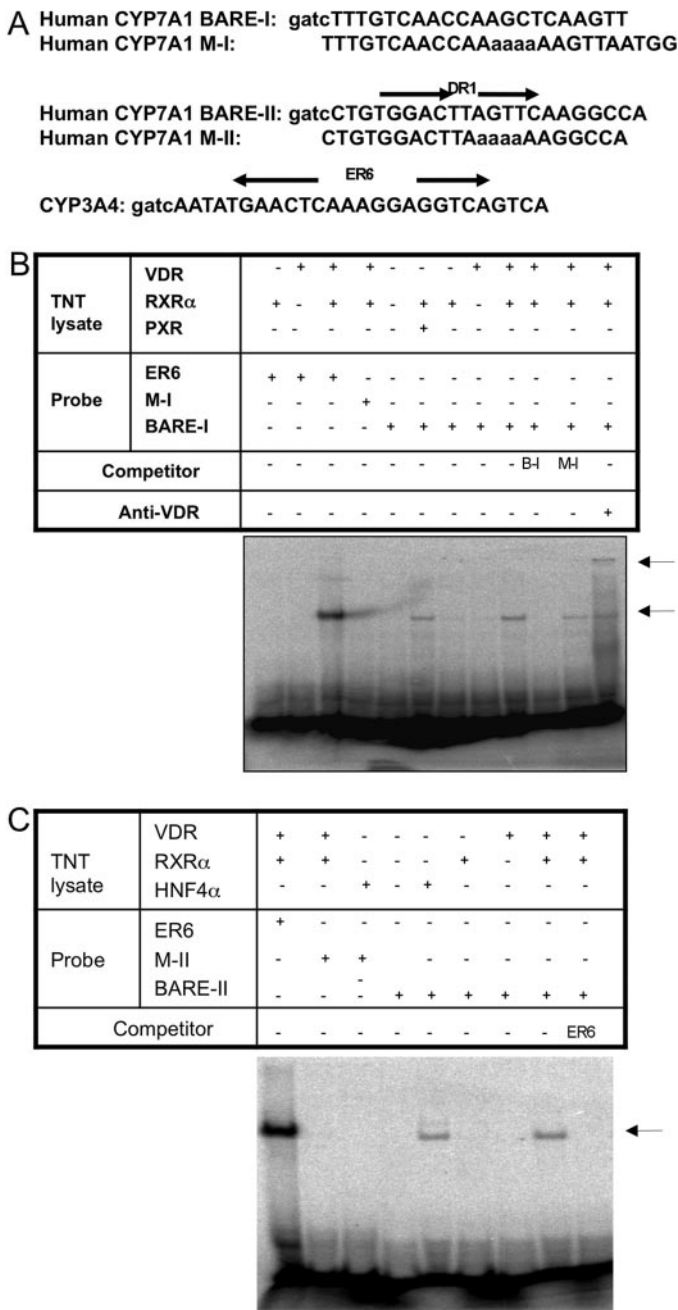 A
Human CYP7A1 BARE-I: gatcTTTGTCAACCAAGCTCAAGTT
Human CYP7A1 M-I: TTTGTCAACCAAaaaaAAGTTAATGG
DR1
Human CYP7A1 BARE-II: gatcCTGTGGACTTAGTTCAAGGCCA
Human CYP7A1 M-II: CTGTGGACTTAaaaaAAGGCCA
ER6
CYP3A4: gatcAATATGAACTCAAAGGAGGTCAGTCA
B
TNT lysate
VDR - + + + - - - + + + + +
RXRα + - + + - + + - + + + +
PXR - - - - - + - - - - - -
Probe
ER6 + + + - - - - - - - - -
M-I - - - + - - - - - - - -
BARE-I - - - - + + + + + + + +
Competitor - - - - - - - - - B-I M-I -
Anti-VDR - - - - - - - - - - - +
C
TNT lysate
VDR + + - - - - + + +
RXRα + + - - - + - + +
HNF4α - - + - + - - - -
Probe
ER6 + - - - - - - - -
M-II - + + - - - - - -
BARE-II - - - + + + + + +
Competitor - - - - - - - - ER6